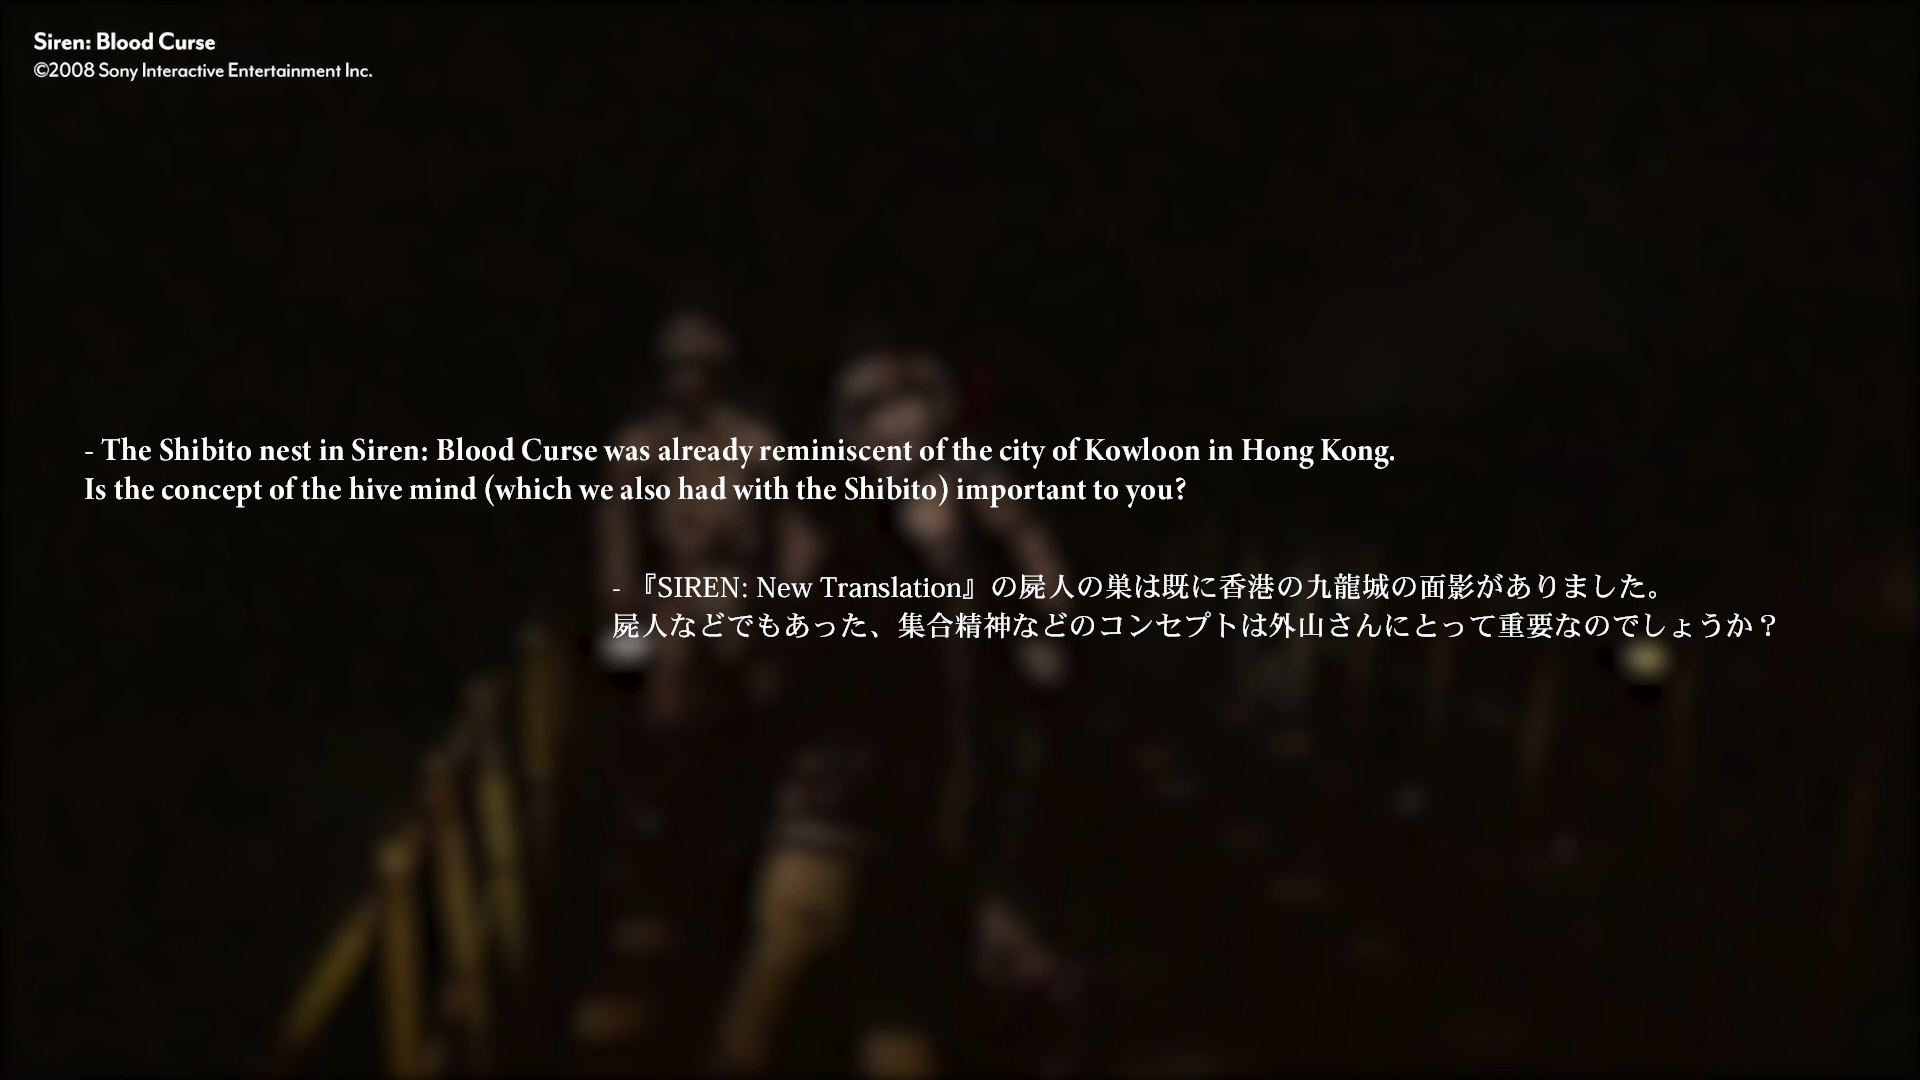 Siren: Blood Curse
©2008 Sony Interactive Entertainment Inc.
- The Shibito nest in Siren: Blood Curse was already reminiscent of the city of Kowloon in Hong Kong.
Is the concept of the hive mind (which we also had with the Shibito) important to you?
- 『SIREN: New Translation』の屍人の巣は既に香港の九龍城の面影がありました。
屍人などでもあった、集合精神などのコンセプトは外山さんにとって重要なのでしょうか？